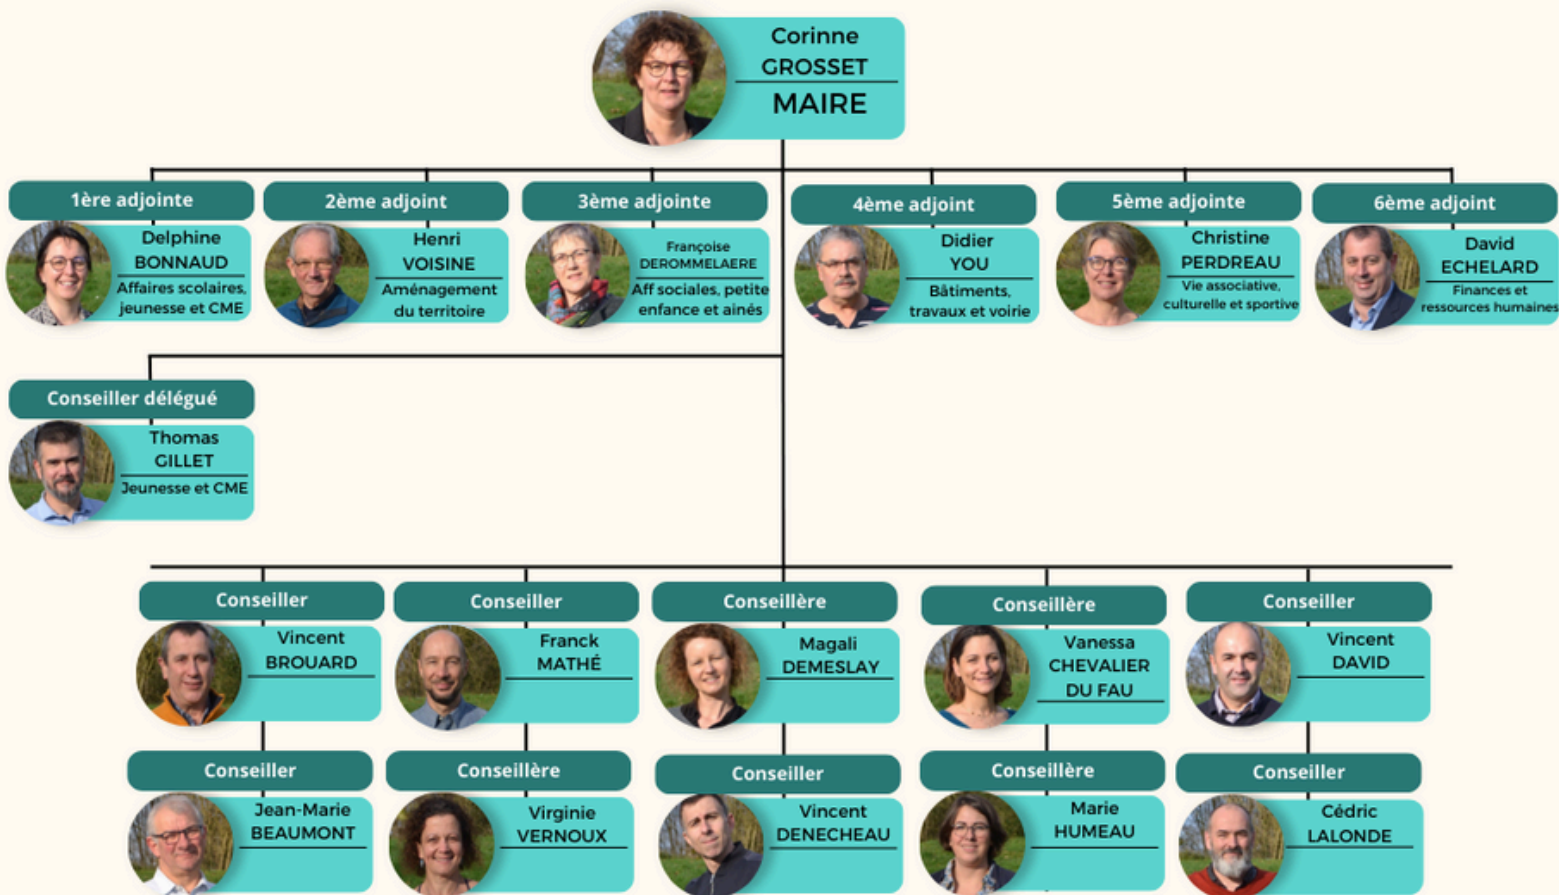 Corinne
GROSSET
MAIRE
1ère adjointe
Delphine
BONNAUD
Affaires scolaires,
jeunesse et CME
2ème adjoint
Henri
VOISINE
Aménagement
du territoire
3ème adjointe
Françoise
DEROMMELAERE
Aff sociales, petite
enfance et ainés
4ème adjoint
Didier
YOU
Bâtiments,
travaux et voirie
5ème adjointe
Christine
PERDREAU
Vie associative,
culturelle et sportive
6ème adjoint
David
ECHELARD
Finances et
ressources humaines
Conseiller délégué
Thomas
GILLET
Jeunesse et CME
Conseiller
Vincent
BROUARD
Conseiller
Franck
MATHÉ
Conseillère
Magali
DEMESLAY
Conseillère
Vanessa
CHEVALIER
DU FAU
Conseiller
Vincent
DAVID
Conseiller
Jean-Marie
BEAUMONT
Conseillère
Virginie
VERNOUX
Conseiller
Vincent
DENECHEAU
Conseillère
Marie
HUMEAU
Conseiller
Cédric
LALONDE